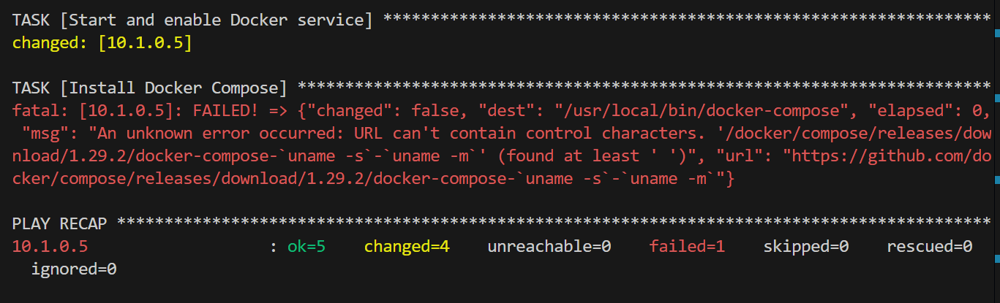 TASK [Start and enable Docker service] ****************************************************************
changed: [10.1.0.5]
TASK [Install Docker Compose] *************************************************************************
fatal: [10.1.0.5]: FAILED! => {"changed": false, "dest": "/usr/local/bin/docker-compose", "elapsed": 0,
"msg": "An unknown error occurred: URL can't contain control characters. '/docker/compose/releases/dow
nload/1.29.2/docker-compose-`uname -s`-`uname -m`' (found at least ' ')", "url": "https://github.com/do
cker/compose/releases/download/1.29.2/docker-compose-`uname -s`-`uname -m`"}
PLAY RECAP ********************************************************************************************
10.1.0.5                   : ok=5    changed=4    unreachable=0    failed=1    skipped=0    rescued=0
ignored=0